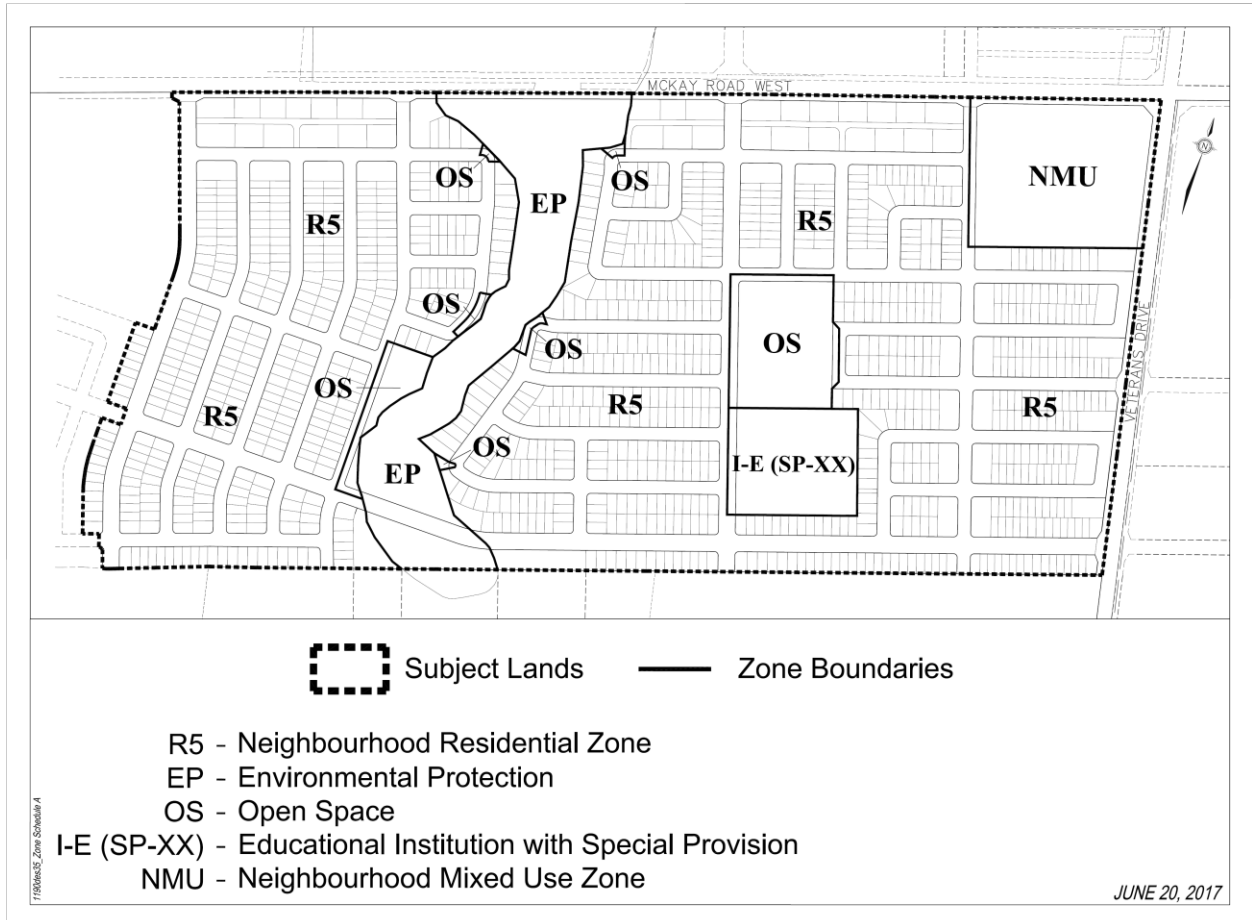 MCKAY ROAD WEST
N
OS
OS
EP
NMU
R5
R5
OS
OS
OS
OS
R5
R5
R5
VETERANS DRIVE
OS
EP
I-E (SP-XX)
Subject Lands
Zone Boundaries
R5 - Neighbourhood Residential Zone
EP - Environmental Protection
OS - Open Space
I-E (SP-XX) - Educational Institution with Special Provision
NMU - Neighbourhood Mixed Use Zone
1190des35_Zone Schedule A
JUNE 20, 2017